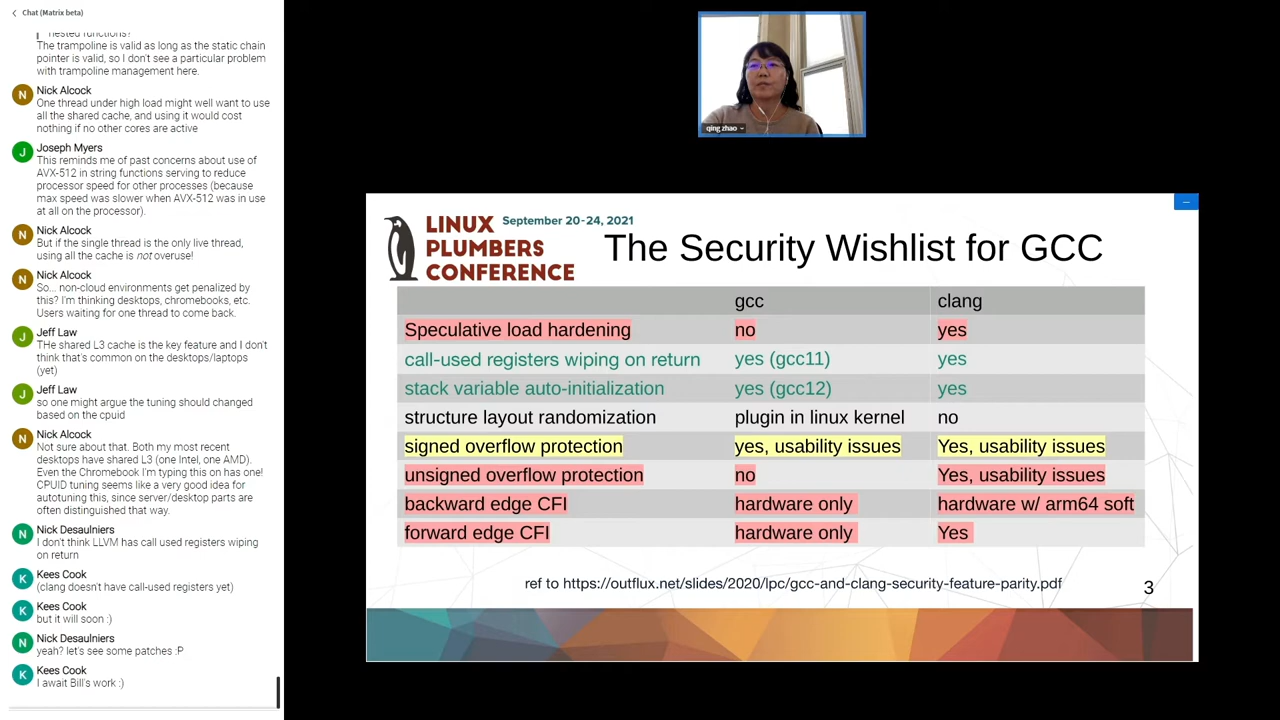 Chat (Matrix beta)
nested functions?
The trampoline is valid as long as the static chain
pointer is valid, so I don't see a particular problem
with trampoline management here.
N
Nick Alcock
One thread under high load might well want to use
all the shared cache, and using it would cost
nothing if no other cores are active
J
Joseph Myers
This reminds me of past concerns about use of
AVX-512 in string functions serving to reduce
processor speed for other processes (because
max speed was slower when AVX-512 was in use
at all on the processor).
N
Nick Alcock
But if the single thread is the only live thread,
using all the cache is not overuse!
N
Nick Alcock
So... non-cloud environments get penalized by
this? I'm thinking desktops, chromebooks, etc.
Users waiting for one thread to come back.
J
Jeff Law
THe shared L3 cache is the key feature and I don't
think that's common on the desktops/laptops
(yet)
J
Jeff Law
so one might argue the tuning should changed
based on the cpuid
N
Nick Alcock
Not sure about that. Both my most recent
desktops have shared L3 (one Intel, one AMD).
Even the Chromebook I'm typing this on has one!
CPUID tuning seems like a very good idea for
autotuning this, since server/desktop parts are
often distinguished that way.
N
Nick Desaulniers
I don't think LLVM has call used registers wiping
on return
K
Kees Cook
(clang doesn't have call-used registers yet)
K
Kees Cook
but it will soon :)
N
Nick Desaulniers
yeah? let's see some patches :P
K
Kees Cook
I await Bill's work :)
qing zhao
LINUX
PLUMBERS
CONFERENCE
September 20-24, 2021
The Security Wishlist for GCC
gcc clang
Speculative load hardening no yes
call-used registers wiping on return yes (gcc11) yes
stack variable auto-initialization yes (gcc12) yes
structure layout randomization plugin in linux kernel no
signed overflow protection yes, usability issues Yes, usability issues
unsigned overflow protection no Yes, usability issues
backward edge CFI hardware only hardware w/ arm64 soft
forward edge CFI hardware only Yes
ref to https://outflux.net/slides/2020/lpc/gcc-and-clang-security-feature-parity.pdf
3